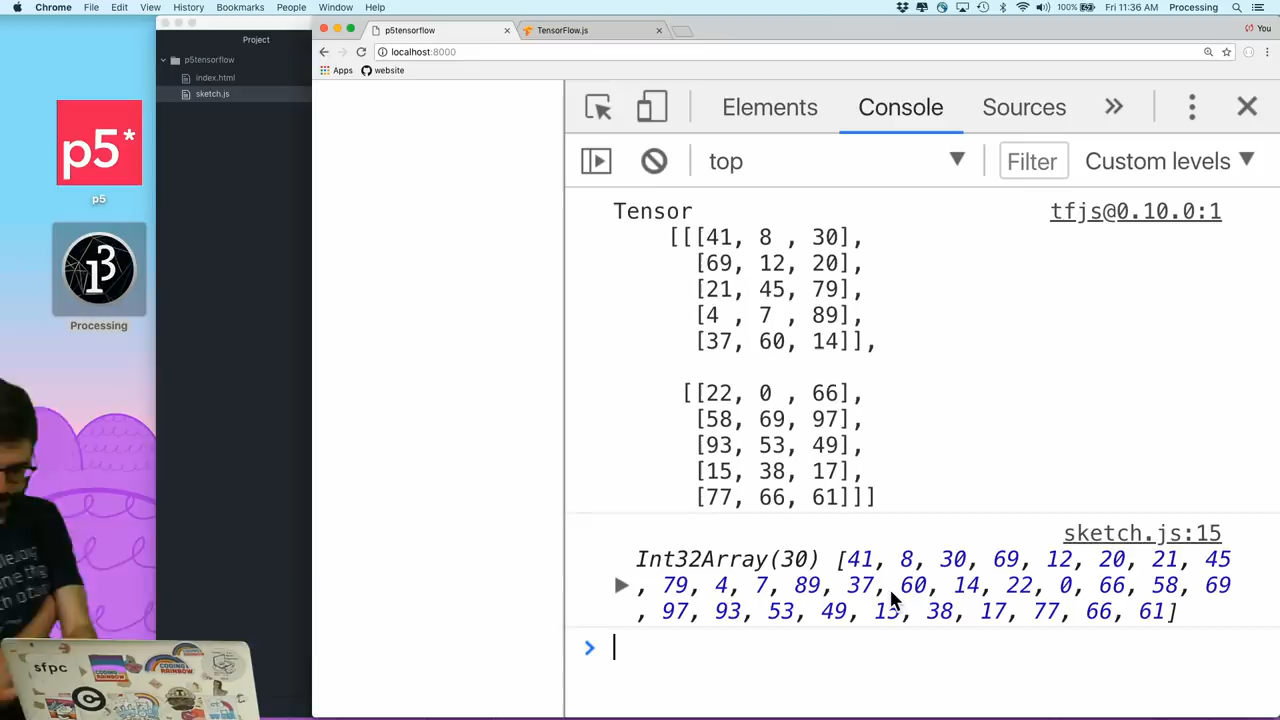 Chrome File Edit View History Bookmarks People Window Help 100% Fri 11:36 AM Processing
Project
p5tensorflow
index.html
sketch.js
p5*
p5
Processing
p5tensorflow TensorFlow.js You
localhost:8000
Apps website
Elements Console Sources
top Filter Custom levels
Tensor tfjs@0.10.0:1
[[[41, 8 , 30],
[69, 12, 20],
[21, 45, 79],
[4 , 7 , 89],
[37, 60, 14]],
[[22, 0 , 66],
[58, 69, 97],
[93, 53, 49],
[15, 38, 17],
[77, 66, 61]]]
sketch.js:15
Int32Array(30) [41, 8, 30, 69, 12, 20, 21, 45
, 79, 4, 7, 89, 37, 60, 14, 22, 0, 66, 58, 69
, 97, 93, 53, 49, 15, 38, 17, 77, 66, 61]
sfpc
CODING
RAINBOW